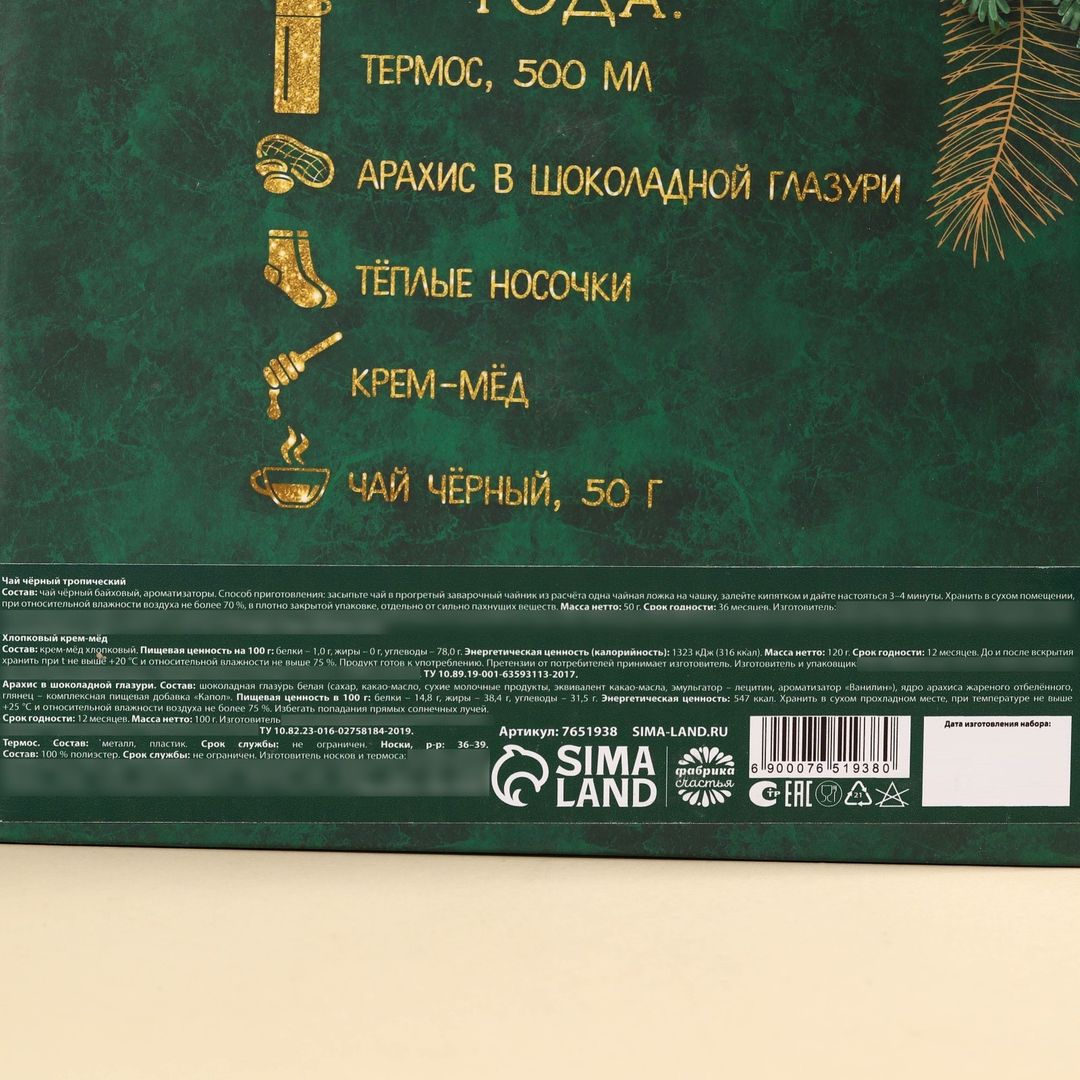 ГОДА:
ТЕРМОС, 500 МЛ
АРАХИС В ШОКОЛАДНОЙ ГЛАЗУРИ
ТЁПЛЫЕ НОСОЧКИ
КРЕМ-МЁД
ЧАЙ ЧЁРНЫЙ, 50 Г
Чай чёрный тропический
Состав: чай чёрный байховый, ароматизаторы. Способ приготовления: засыпьте чай в прогретый заварочный чайник из расчёта одна чайная ложка на чашку, залейте кипятком и дайте настояться 3–4 минуты. Хранить в сухом помещении,
при относительной влажности воздуха не более 70 %, в плотно закрытой упаковке, отдельно от сильно пахнущих веществ. Масса нетто: 50 г. Срок годности: 36 месяцев. Изготовитель:
Хлопковый крем-мёд
Состав: крем-мёд хлопковый. Пищевая ценность на 100 г: белки – 1,0 г, жиры – 0 г, углеводы – 78,0 г. Энергетическая ценность (калорийность): 1323 кДж (316 ккал). Масса нетто: 120 г. Срок годности: 12 месяцев. До и после вскрытия
хранить при t не выше +20 °С и относительной влажности не выше 75 %. Продукт готов к употреблению. Претензии от потребителей принимает изготовитель. Изготовитель и упаковщик
ТУ 10.89.19-001-63593113-2017.
Арахис в шоколадной глазури. Состав: шоколадная глазурь белая (сахар, какао-масло, сухие молочные продукты, эквивалент какао-масла, эмульгатор – лецитин, ароматизатор «Ванилин»), ядро арахиса жареного отбелённого,
глянец – комплексная пищевая добавка «Капол». Пищевая ценность в 100 г: белки – 14,8 г, жиры – 38,4 г, углеводы – 31,5 г. Энергетическая ценность: 547 ккал. Хранить в сухом прохладном месте, при температуре не выше
+25 °С и относительной влажности воздуха не более 75 %. Избегать попадания прямых солнечных лучей.
Срок годности: 12 месяцев. Масса нетто: 100 г. Изготовитель
ТУ 10.82.23-016-02758184-2019.
Термос. Состав: металл, пластик. Срок службы: не ограничен. Носки, р-р: 36–39.
Состав: 100 % полиэстер. Срок службы: не ограничен. Изготовитель носков и термоса:
Артикул: 7651938 SIMA-LAND.RU
SIMA
LAND
фабрика
счастья
6 900076 519380
СТР EAC 21
Дата изготовления набора: